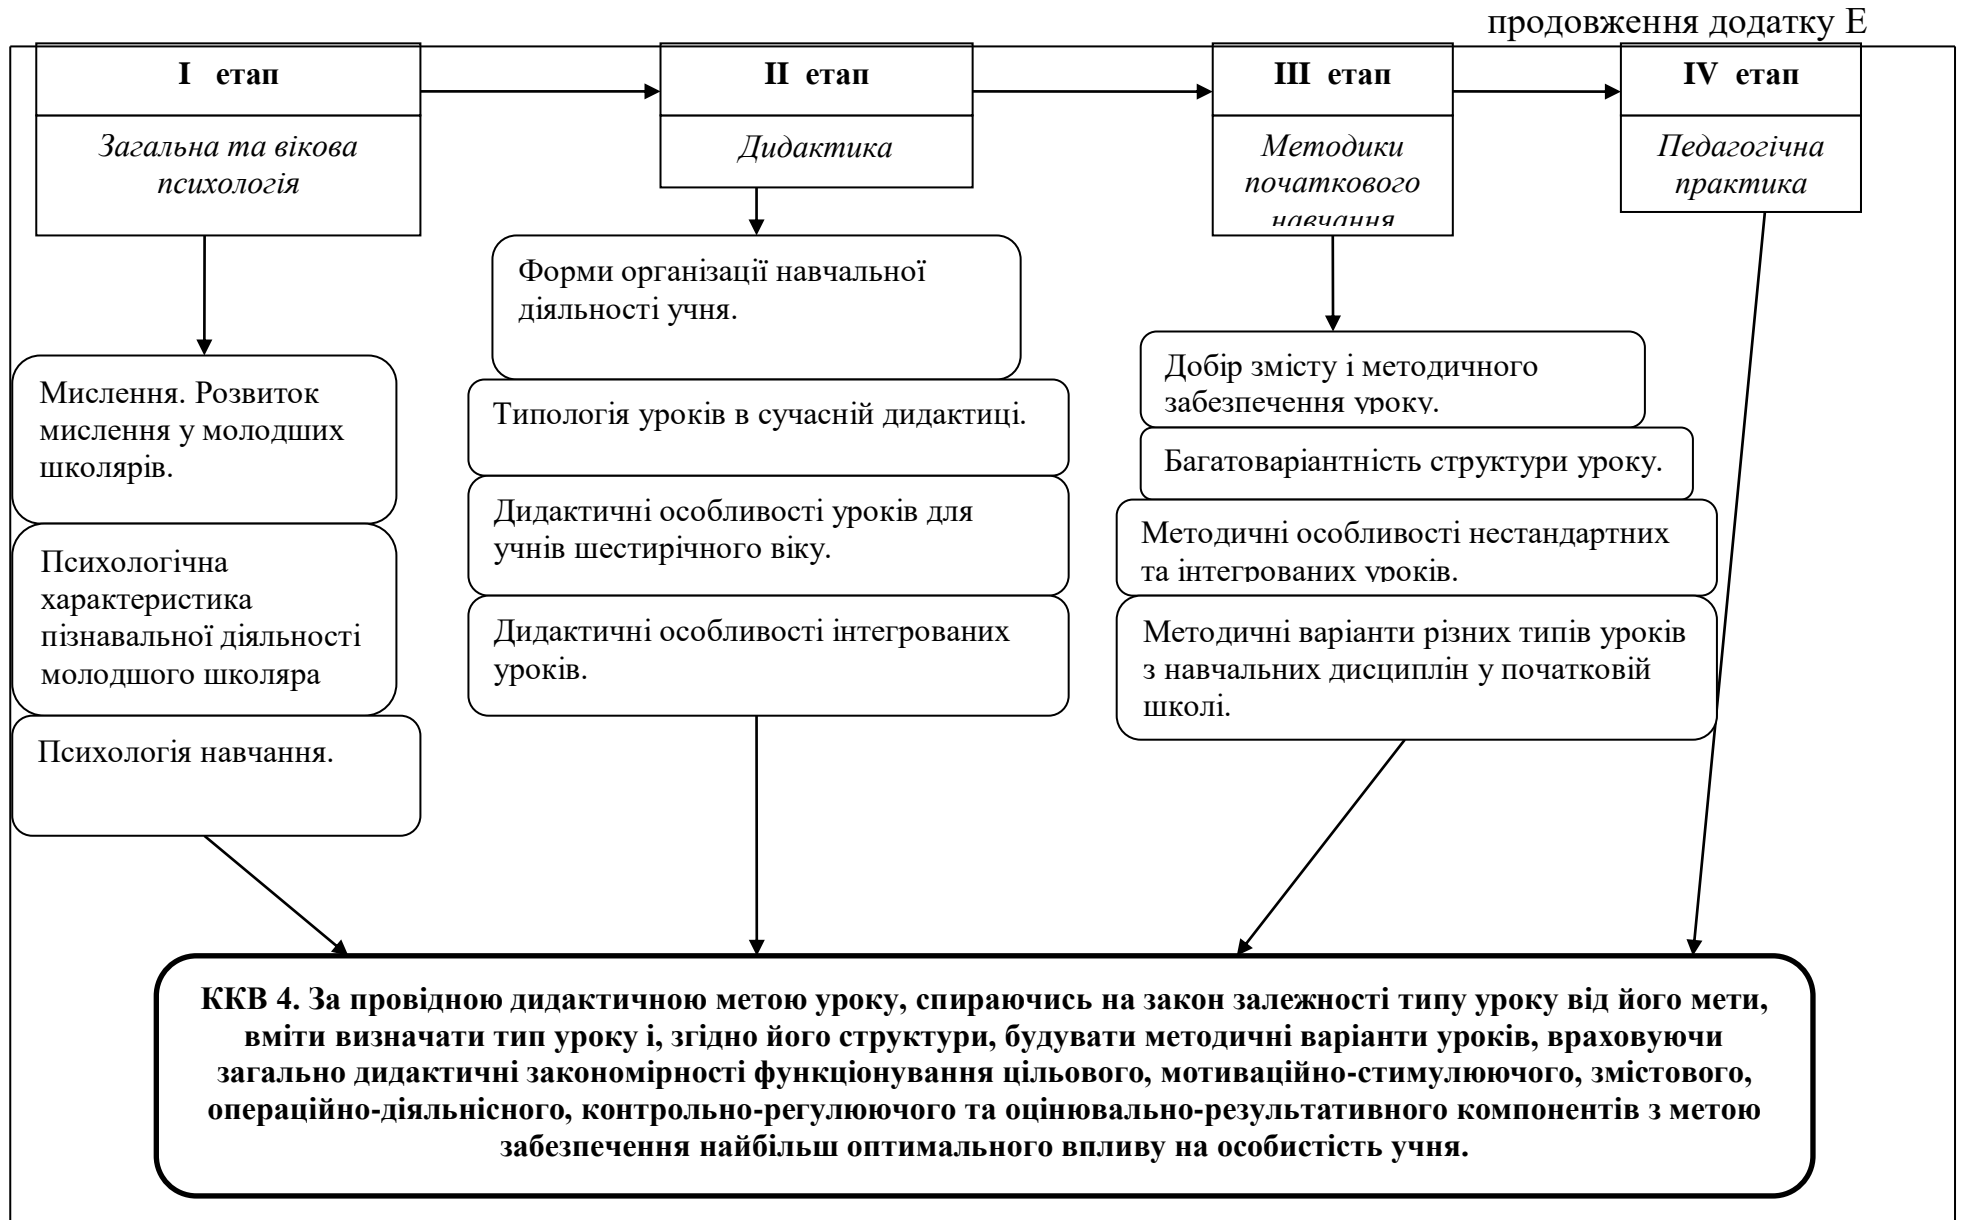 продовження додатку Е
І етап
Загальна та вікова
психологія
ІІ етап
Дидактика
ІІІ етап
Методики
початкового
навчання
IV етап
Педагогічна
практика
Мислення. Розвиток
мислення у молодших
школярів.
Психологічна
характеристика
пізнавальної діяльності
молодшого школяра
Психологія навчання.
Форми організації навчальної
діяльності учня.
Типологія уроків в сучасній дидактиці.
Дидактичні особливості уроків для
учнів шестирічного віку.
Дидактичні особливості інтегрованих
уроків.
Добір змісту і методичного
забезпечення уроку.
Багатоваріантність структури уроку.
Методичні особливості нестандартних
та інтегрованих уроків.
Методичні варіанти різних типів уроків
з навчальних дисциплін у початковій
школі.
ККВ 4. За провідною дидактичною метою уроку, спираючись на закон залежності типу уроку від його мети,
вміти визначати тип уроку і, згідно його структури, будувати методичні варіанти уроків, враховуючи
загально дидактичні закономірності функціонування цільового, мотиваційно-стимулюючого, змістового,
операційно-діяльнісного, контрольно-регулюючого та оцінювально-результативного компонентів з метою
забезпечення найбільш оптимального впливу на особистість учня.